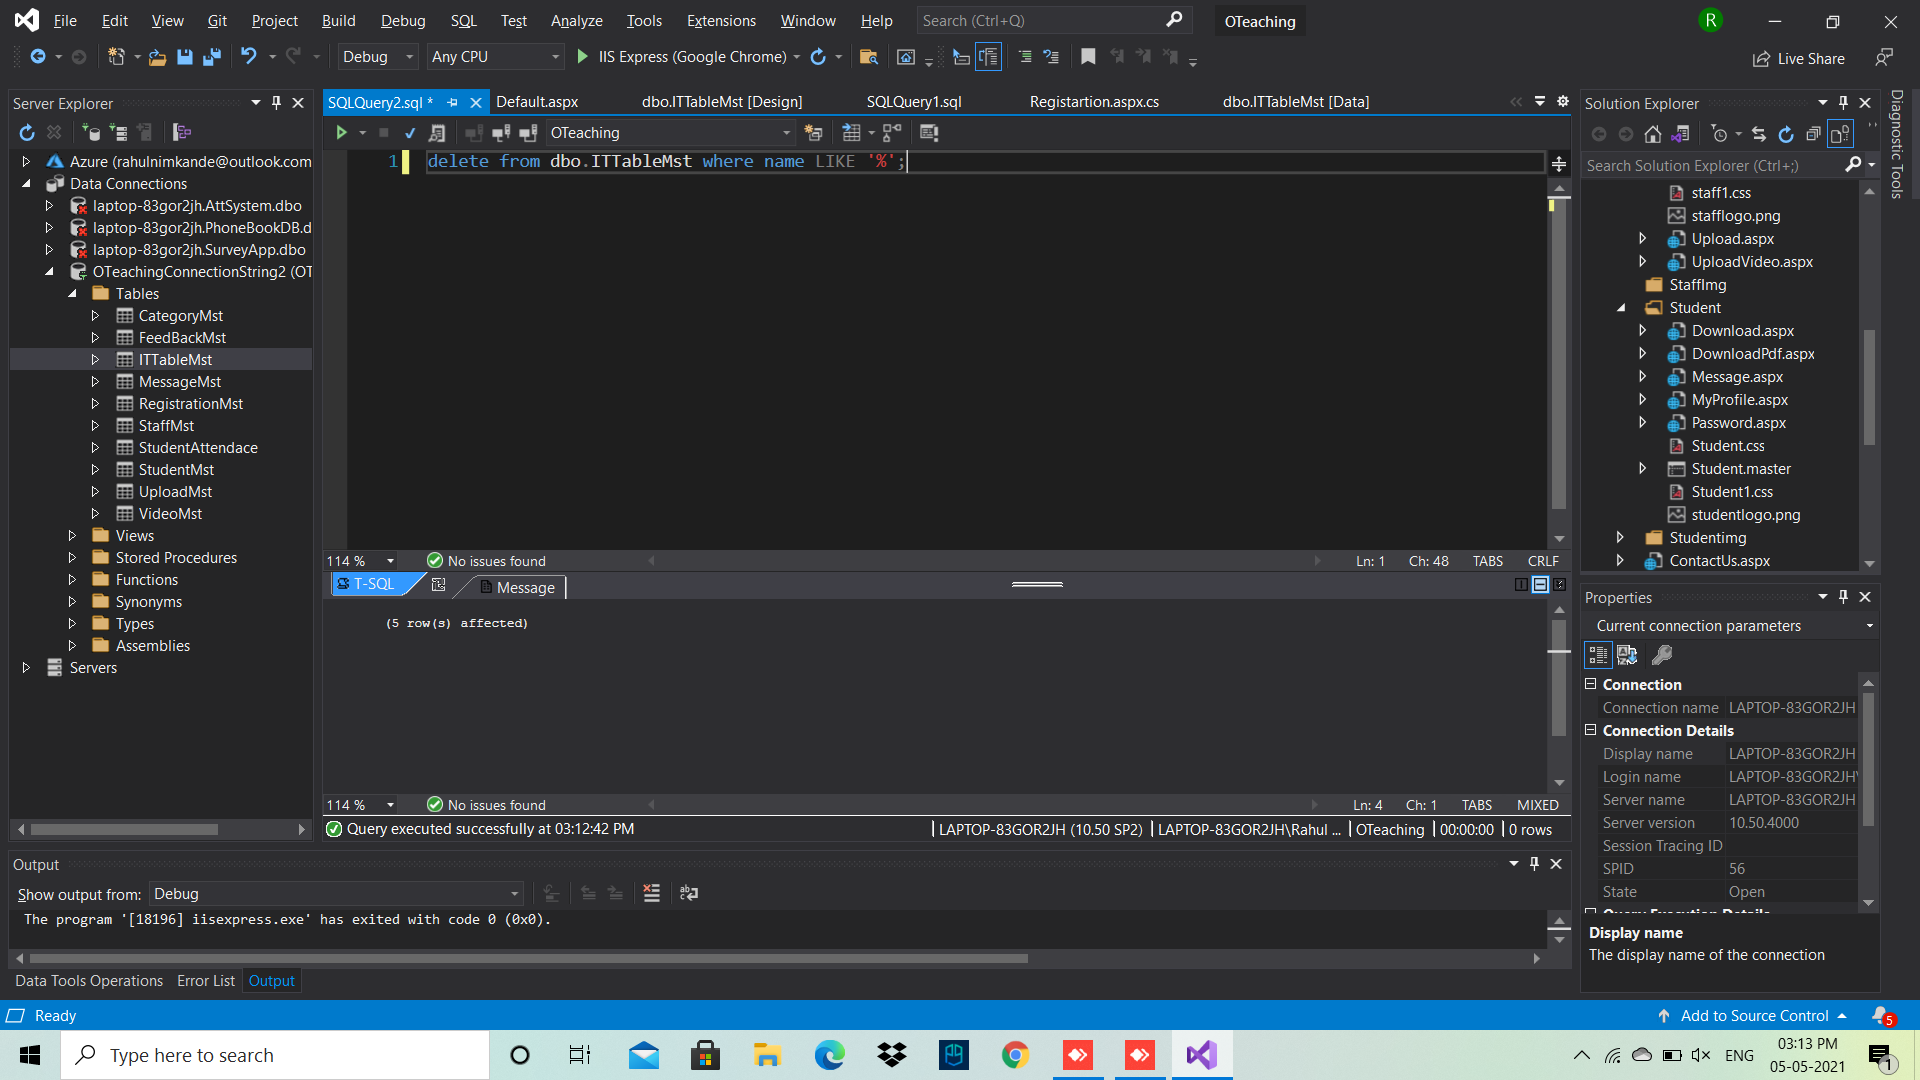 File Edit View Git Project Build Debug SQL Test Analyze Tools Extensions Window Help Search (Ctrl+Q) OTeaching R
Debug Any CPU IIS Express (Google Chrome) Live Share
Server Explorer
Azure (rahulnimkande@outlook.com
Data Connections
laptop-83gor2jh.AttSystem.dbo
laptop-83gor2jh.PhoneBookDB.d
laptop-83gor2jh.SurveyApp.dbo
OTeachingConnectionString2 (OT
Tables
CategoryMst
FeedBackMst
ITTableMst
MessageMst
RegistrationMst
StaffMst
StudentAttendace
StudentMst
UploadMst
VideoMst
Views
Stored Procedures
Functions
Synonyms
Types
Assemblies
Servers
SQLQuery2.sql * Default.aspx dbo.ITTableMst [Design] SQLQuery1.sql Registartion.aspx.cs dbo.ITTableMst [Data]
OTeaching
1 delete from dbo.ITTableMst where name LIKE '%';
114 % No issues found Ln: 1 Ch: 48 TABS CRLF
T-SQL Message
(5 row(s) affected)
114 % No issues found Ln: 4 Ch: 1 TABS MIXED
Query executed successfully at 03:12:42 PM LAPTOP-83GOR2JH (10.50 SP2) LAPTOP-83GOR2JH\Rahul ... OTeaching 00:00:00 0 rows
Solution Explorer
Search Solution Explorer (Ctrl+;)
staff1.css
stafflogo.png
Upload.aspx
UploadVideo.aspx
StaffImg
Student
Download.aspx
DownloadPdf.aspx
Message.aspx
MyProfile.aspx
Password.aspx
Student.css
Student.master
Student1.css
studentlogo.png
Studentimg
ContactUs.aspx
Diagnostic Tools
Properties
Current connection parameters
Connection
Connection name LAPTOP-83GOR2JH
Connection Details
Display name LAPTOP-83GOR2JH
Login name LAPTOP-83GOR2JH\
Server name LAPTOP-83GOR2JH
Server version 10.50.4000
Session Tracing ID
SPID 56
State Open
Query Execution Details
Display name
The display name of the connection
Output
Show output from: Debug
The program '[18196] iisexpress.exe' has exited with code 0 (0x0).
Data Tools Operations Error List Output
Ready Add to Source Control 5
Type here to search ENG 03:13 PM
05-05-2021 1